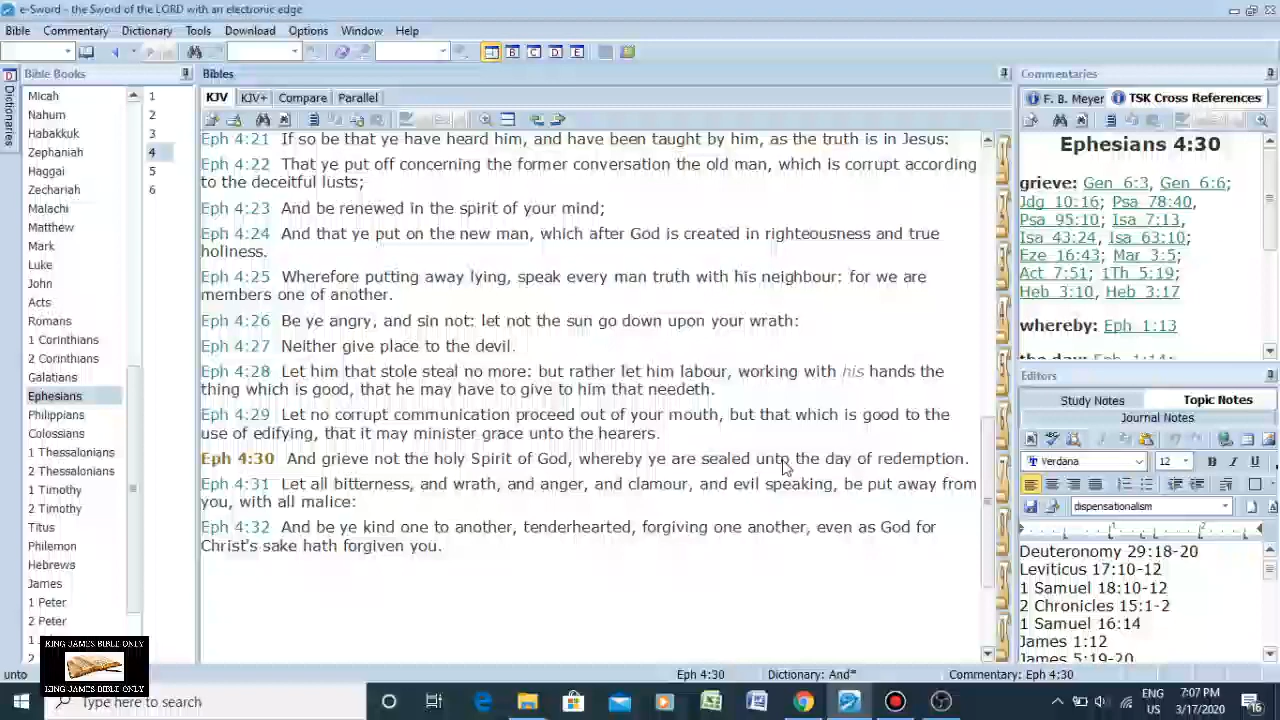 e-Sword - the Sword of the LORD with an electronic edge
Bible Commentary Dictionary Tools Download Options Window Help
B C D E
D Dictionaries
Bible Books
Micah
Nahum
Habakkuk
Zephaniah
Haggai
Zechariah
Malachi
Matthew
Mark
Luke
John
Acts
Romans
1 Corinthians
2 Corinthians
Galatians
Ephesians
Philippians
Colossians
1 Thessalonians
2 Thessalonians
1 Timothy
2 Timothy
Titus
Philemon
Hebrews
James
1 Peter
2 Peter
1
2
1
2
3
4
5
6
Bibles
KJV KJV+ Compare Parallel
Eph 4:21 If so be that ye have heard him, and have been taught by him, as the truth is in Jesus:
Eph 4:22 That ye put off concerning the former conversation the old man, which is corrupt according
to the deceitful lusts;
Eph 4:23 And be renewed in the spirit of your mind;
Eph 4:24 And that ye put on the new man, which after God is created in righteousness and true
holiness.
Eph 4:25 Wherefore putting away lying, speak every man truth with his neighbour: for we are
members one of another.
Eph 4:26 Be ye angry, and sin not: let not the sun go down upon your wrath:
Eph 4:27 Neither give place to the devil.
Eph 4:28 Let him that stole steal no more: but rather let him labour, working with his hands the
thing which is good, that he may have to give to him that needeth.
Eph 4:29 Let no corrupt communication proceed out of your mouth, but that which is good to the
use of edifying, that it may minister grace unto the hearers.
Eph 4:30 And grieve not the holy Spirit of God, whereby ye are sealed unto the day of redemption.
Eph 4:31 Let all bitterness, and wrath, and anger, and clamour, and evil speaking, be put away from
you, with all malice:
Eph 4:32 And be ye kind one to another, tenderhearted, forgiving one another, even as God for
Christ's sake hath forgiven you.
Commentaries
F. B. Meyer TSK Cross References
Ephesians 4:30
grieve: Gen 6:3, Gen 6:6;
Jdg 10:16; Psa 78:40,
Psa 95:10; Isa 7:13,
Isa 43:24, Isa 63:10;
Eze 16:43; Mar 3:5;
Act 7:51; 1Th 5:19;
Heb 3:10, Heb 3:17
whereby: Eph 1:13
the day: Eph 1:14;
Editors
Study Notes Topic Notes
Journal Notes
Verdana 12 B I U
dispensationalism
1 2
Deuteronomy 29:18-20
Leviticus 17:10-12
1 Samuel 18:10-12
2 Chronicles 15:1-2
1 Samuel 16:14
James 1:12
James 5:19-20
unto Eph 4:30 Dictionary: And* Commentary: Eph 4:30
KING JAMES BIBLE ONLY
KING JAMES BIBLE ONLY
Type here to search
ENG
US
7:07 PM
3/17/2020
16